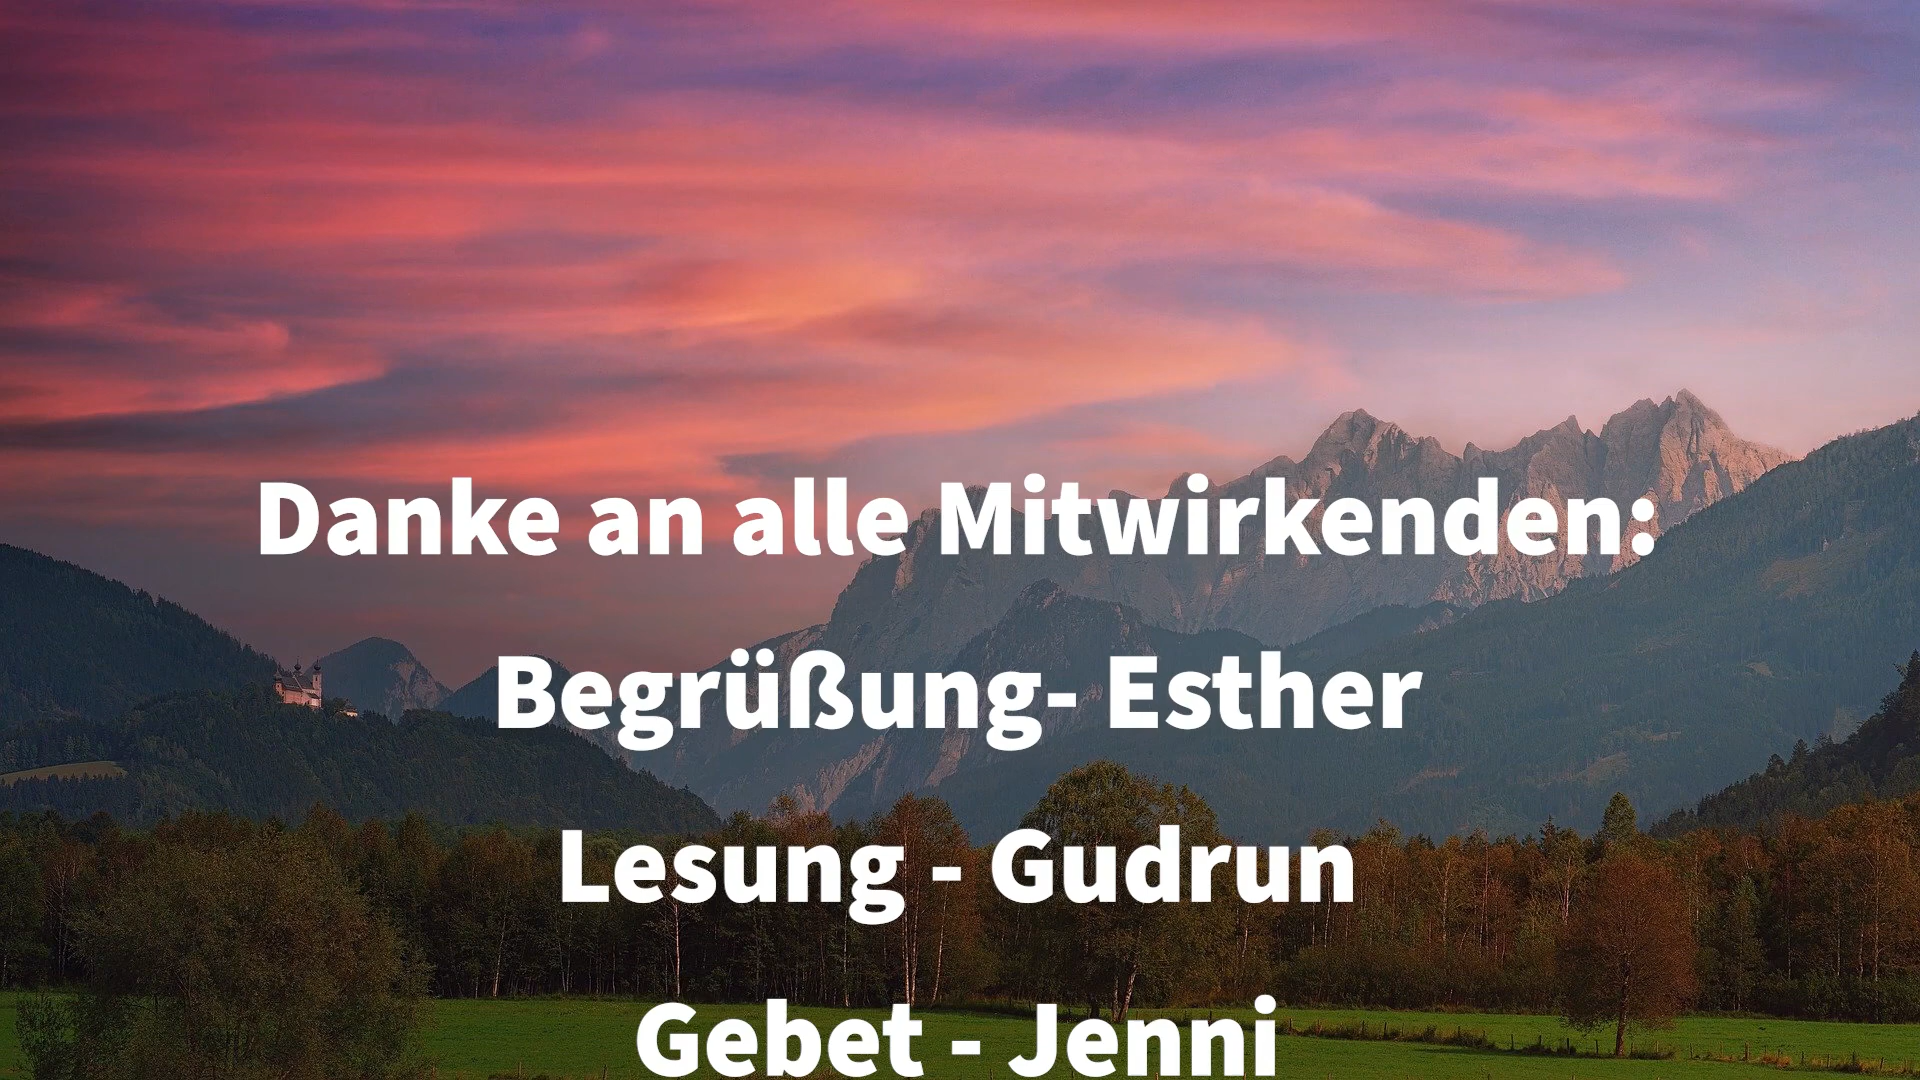 Danke an alle Mitwirkenden:
Begrüßung- Esther
Lesung - Gudrun
Gebet - Jenni